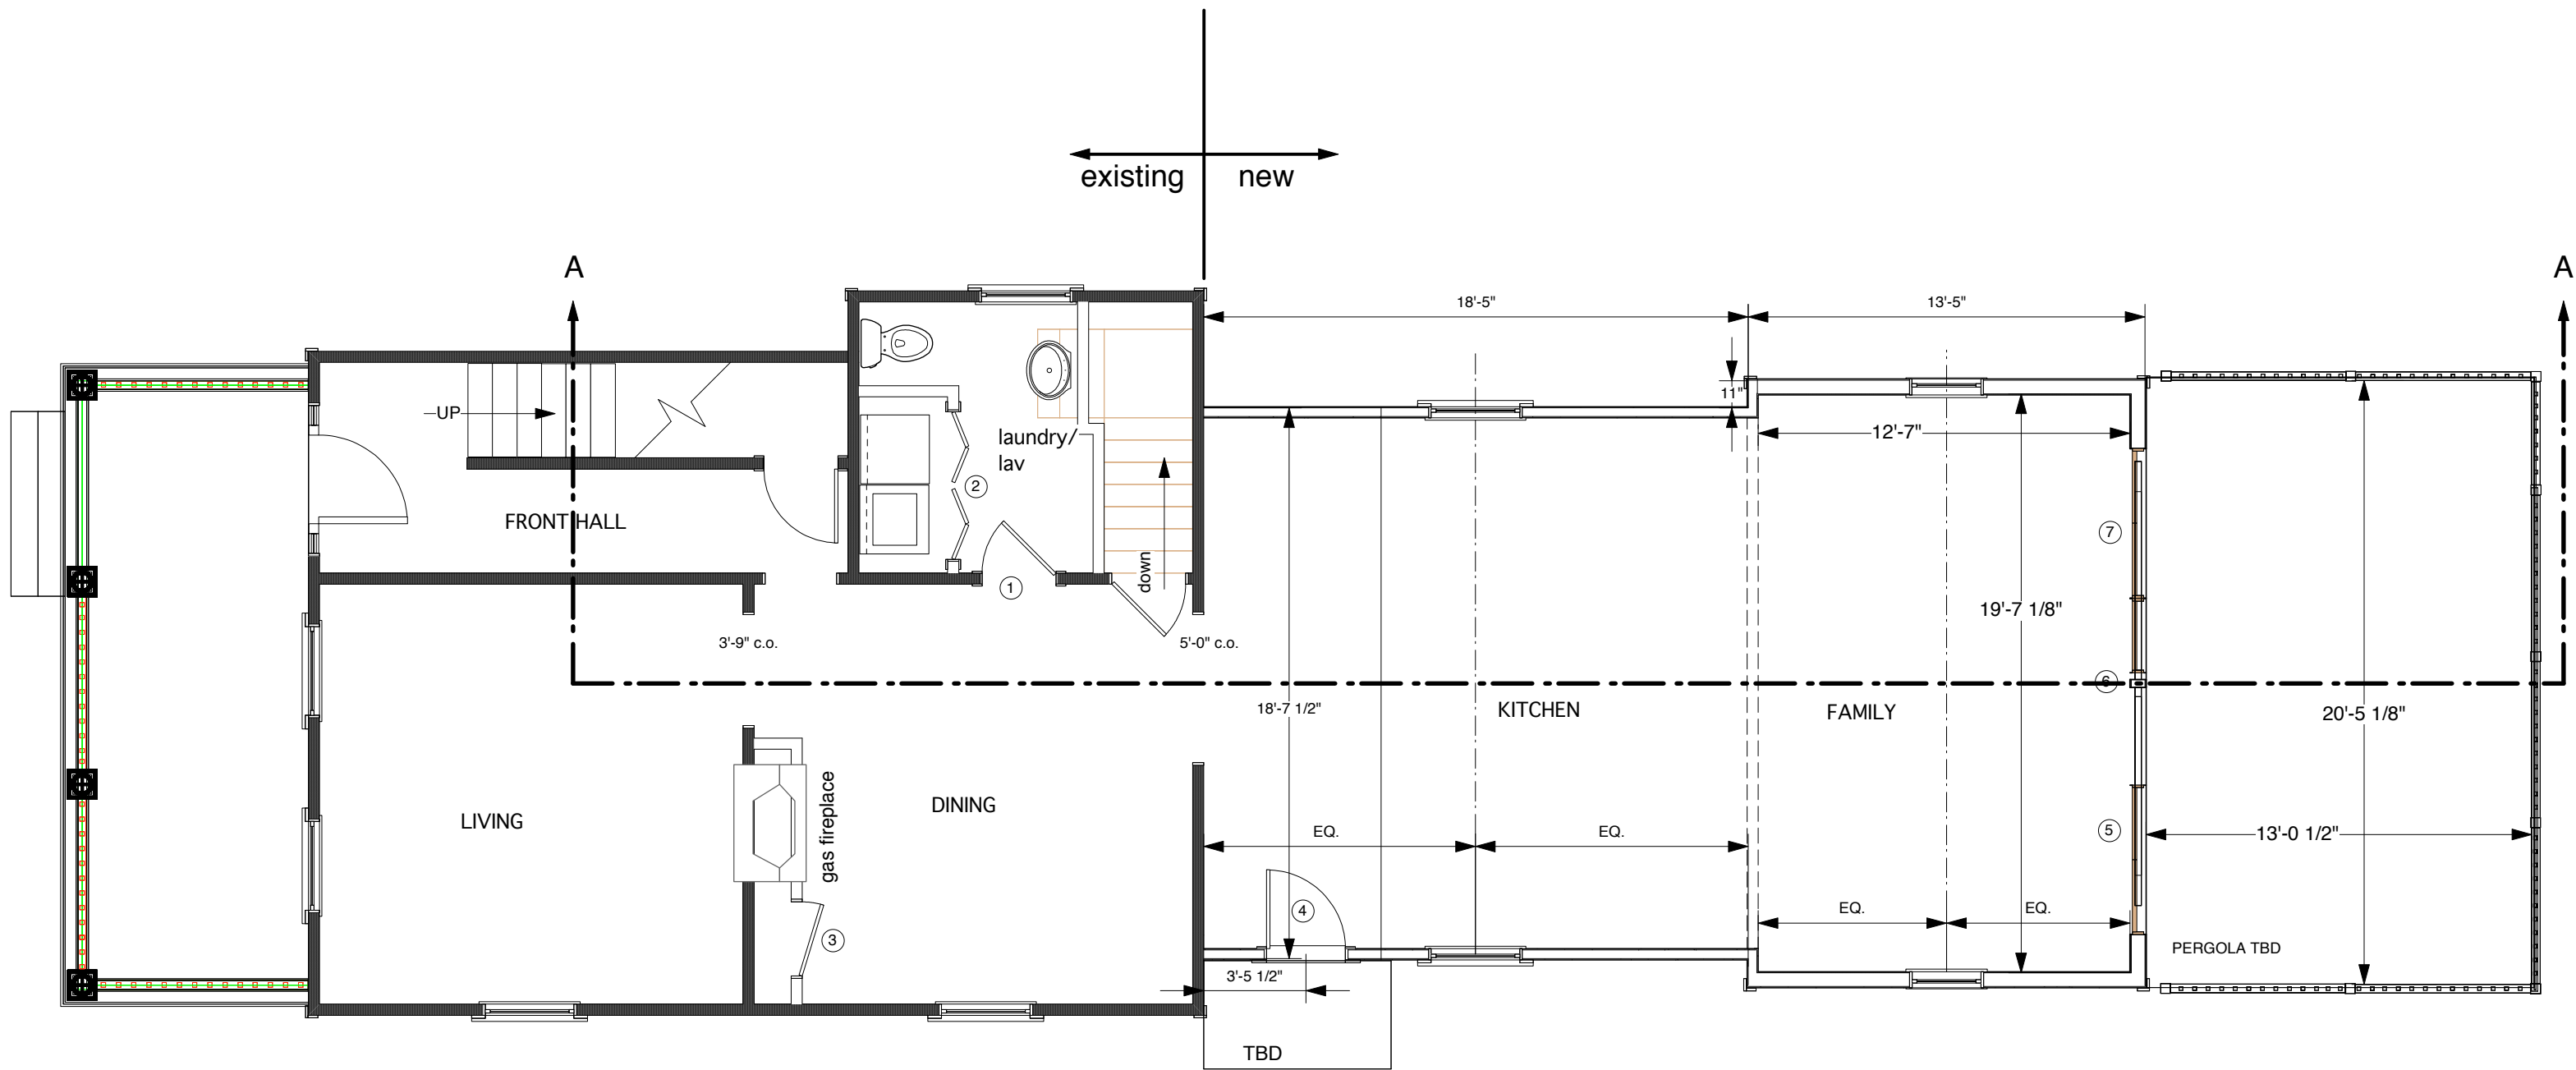 existing
new
A
A
18'-5"
13'-5"
11"
UP
12'-7"
laundry/
lav
2
FRONT HALL
7
down
1
19'-7 1/8"
3'-9" c.o.
5'-0" c.o.
6
18'-7 1/2"
KITCHEN
FAMILY
20'-5 1/8"
gas fireplace
DINING
LIVING
EQ.
EQ.
5
13'-0 1/2"
4
EQ.
EQ.
3
PERGOLA TBD
3'-5 1/2"
TBD